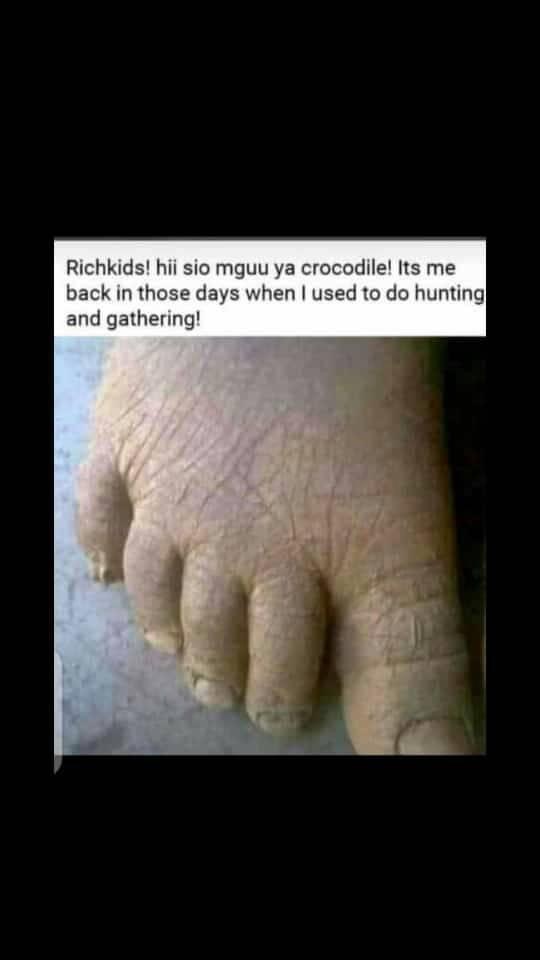 Richkids! hii sio mguu ya crocodile! Its me
back in those days when I used to do hunting
and gathering!